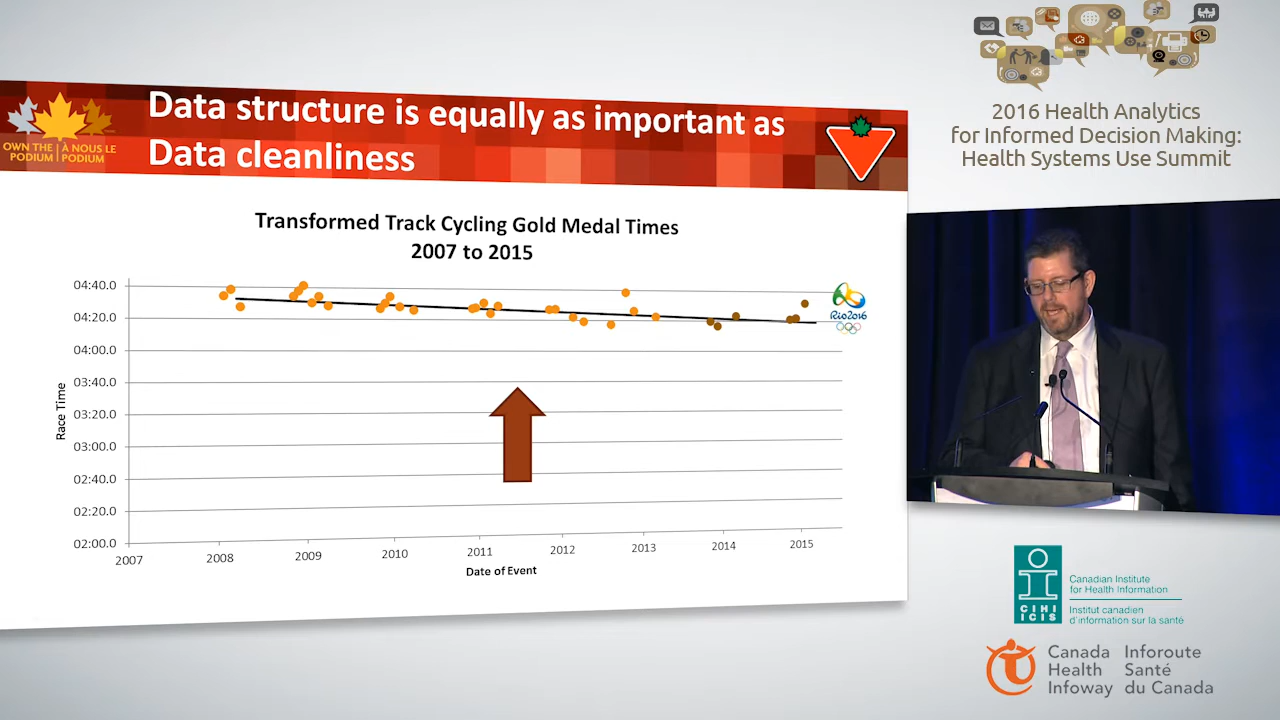 Data structure is equally as important as
Data cleanliness
OWN THE | À NOUS LE
PODIUM | PODIUM
Transformed Track Cycling Gold Medal Times
2007 to 2015
04:40.0
04:20.0
04:00.0
03:40.0
03:20.0
03:00.0
02:40.0
02:20.0
02:00.0
Race Time
2007
2008
2009
2010
2011
2012
2013
2014
2015
Date of Event
Rio2016
2016 Health Analytics
for Informed Decision Making:
Health Systems Use Summit
CIHI
ICIS
Canadian Institute
for Health Information
Institut canadien
d'information sur la santé
Canada
Health
Infoway
Inforoute
Santé
du Canada